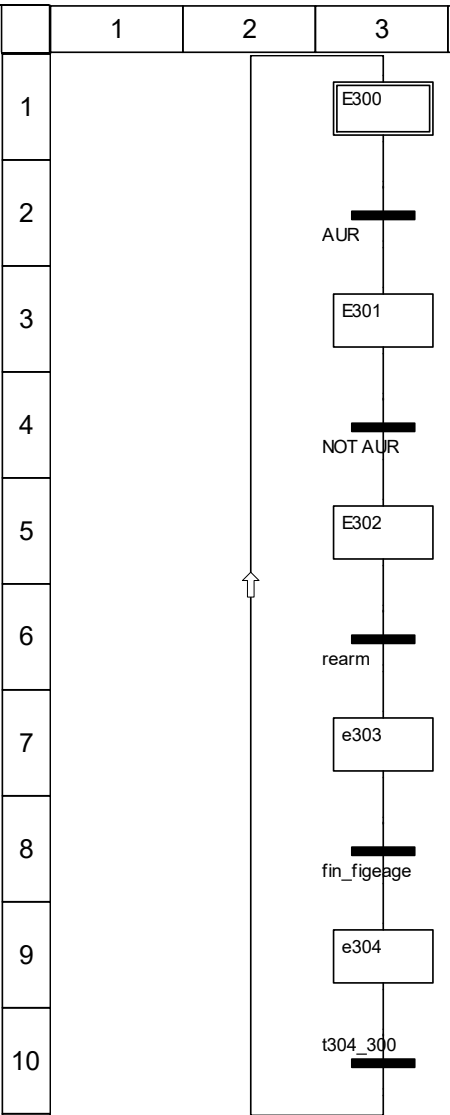 1 2 3
1
E300
2
AUR
3
E301
4
NOT AUR
5
E302
6
rearm
7
e303
8
fin_figeage
9
e304
10
t304_300